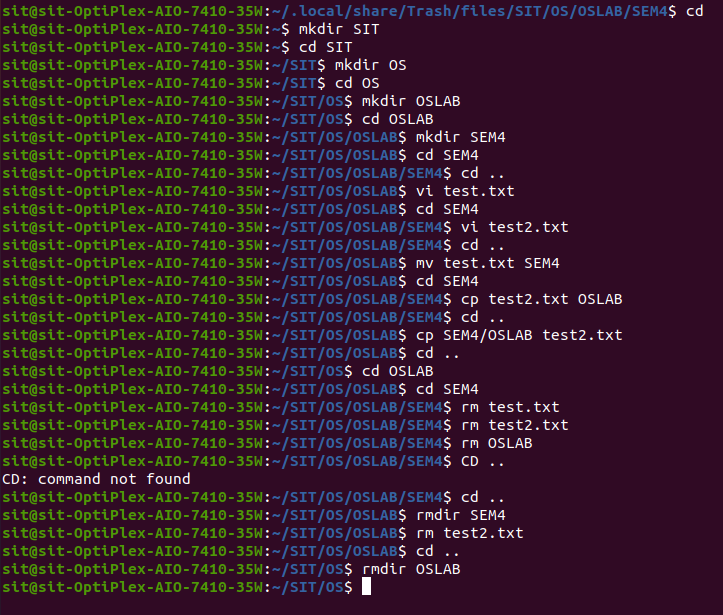 sit@sit-OptiPlex-AIO-7410-35W:~/.local/share/Trash/files/SIT/OS/OSLAB/SEM4$ cd
sit@sit-OptiPlex-AIO-7410-35W:~$ mkdir SIT
sit@sit-OptiPlex-AIO-7410-35W:~$ cd SIT
sit@sit-OptiPlex-AIO-7410-35W:~/SIT$ mkdir OS
sit@sit-OptiPlex-AIO-7410-35W:~/SIT$ cd OS
sit@sit-OptiPlex-AIO-7410-35W:~/SIT/OS$ mkdir OSLAB
sit@sit-OptiPlex-AIO-7410-35W:~/SIT/OS$ cd OSLAB
sit@sit-OptiPlex-AIO-7410-35W:~/SIT/OS/OSLAB$ mkdir SEM4
sit@sit-OptiPlex-AIO-7410-35W:~/SIT/OS/OSLAB$ cd SEM4
sit@sit-OptiPlex-AIO-7410-35W:~/SIT/OS/OSLAB/SEM4$ cd ..
sit@sit-OptiPlex-AIO-7410-35W:~/SIT/OS/OSLAB$ vi test.txt
sit@sit-OptiPlex-AIO-7410-35W:~/SIT/OS/OSLAB$ cd SEM4
sit@sit-OptiPlex-AIO-7410-35W:~/SIT/OS/OSLAB/SEM4$ vi test2.txt
sit@sit-OptiPlex-AIO-7410-35W:~/SIT/OS/OSLAB/SEM4$ cd ..
sit@sit-OptiPlex-AIO-7410-35W:~/SIT/OS/OSLAB$ mv test.txt SEM4
sit@sit-OptiPlex-AIO-7410-35W:~/SIT/OS/OSLAB$ cd SEM4
sit@sit-OptiPlex-AIO-7410-35W:~/SIT/OS/OSLAB/SEM4$ cp test2.txt OSLAB
sit@sit-OptiPlex-AIO-7410-35W:~/SIT/OS/OSLAB/SEM4$ cd ..
sit@sit-OptiPlex-AIO-7410-35W:~/SIT/OS/OSLAB$ cp SEM4/OSLAB test2.txt
sit@sit-OptiPlex-AIO-7410-35W:~/SIT/OS/OSLAB$ cd ..
sit@sit-OptiPlex-AIO-7410-35W:~/SIT/OS$ cd OSLAB
sit@sit-OptiPlex-AIO-7410-35W:~/SIT/OS/OSLAB$ cd SEM4
sit@sit-OptiPlex-AIO-7410-35W:~/SIT/OS/OSLAB/SEM4$ rm test.txt
sit@sit-OptiPlex-AIO-7410-35W:~/SIT/OS/OSLAB/SEM4$ rm test2.txt
sit@sit-OptiPlex-AIO-7410-35W:~/SIT/OS/OSLAB/SEM4$ rm OSLAB
sit@sit-OptiPlex-AIO-7410-35W:~/SIT/OS/OSLAB/SEM4$ CD ..
CD: command not found
sit@sit-OptiPlex-AIO-7410-35W:~/SIT/OS/OSLAB/SEM4$ cd ..
sit@sit-OptiPlex-AIO-7410-35W:~/SIT/OS/OSLAB$ rmdir SEM4
sit@sit-OptiPlex-AIO-7410-35W:~/SIT/OS/OSLAB$ rm test2.txt
sit@sit-OptiPlex-AIO-7410-35W:~/SIT/OS/OSLAB$ cd ..
sit@sit-OptiPlex-AIO-7410-35W:~/SIT/OS$ rmdir OSLAB
sit@sit-OptiPlex-AIO-7410-35W:~/SIT/OS$